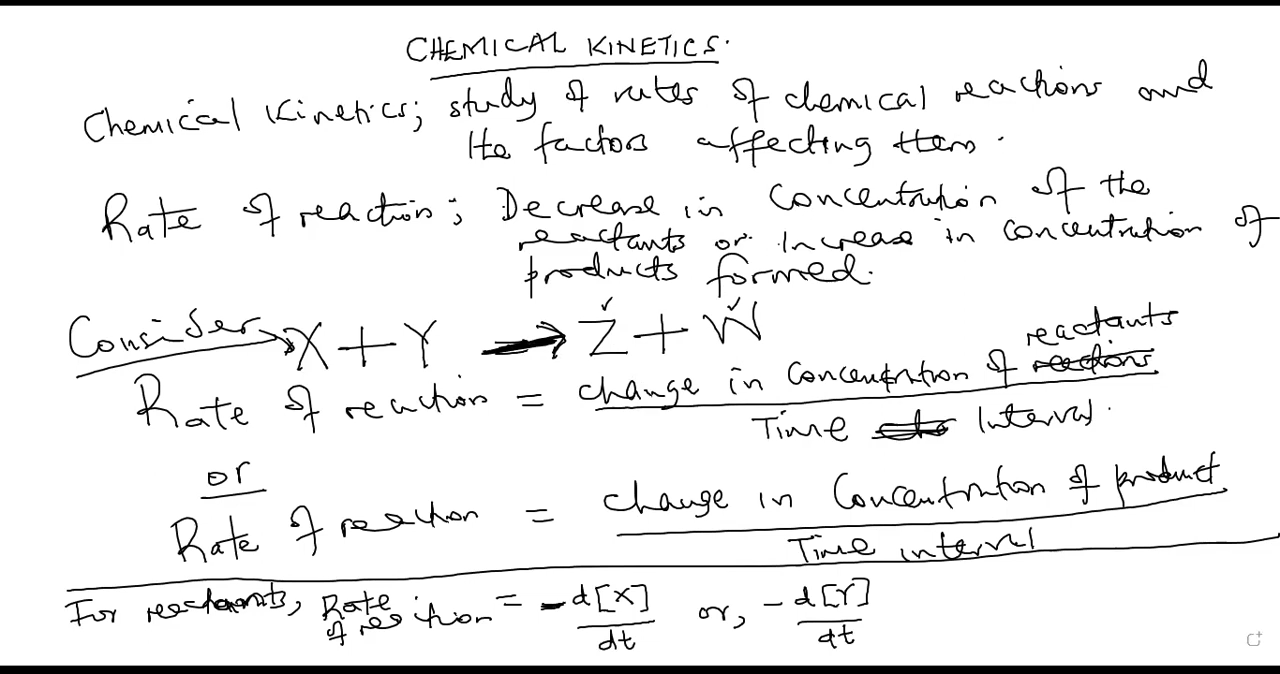 CHEMICAL KINETICS.
Chemical Kinetics; study of rates of chemical reactions and
the factors affecting them.
Rate of reaction; Decrease in concentration of the
reactants or increase in concentration of
products formed.
Consider X + Y → Z + W
Rate of reaction = change in concentration of reactants
Time Interval.
or
Rate of reaction = change in concentration of product
Time interval
For reactants, Rate of reaction = -d[X]/dt or, -d[Y]/dt